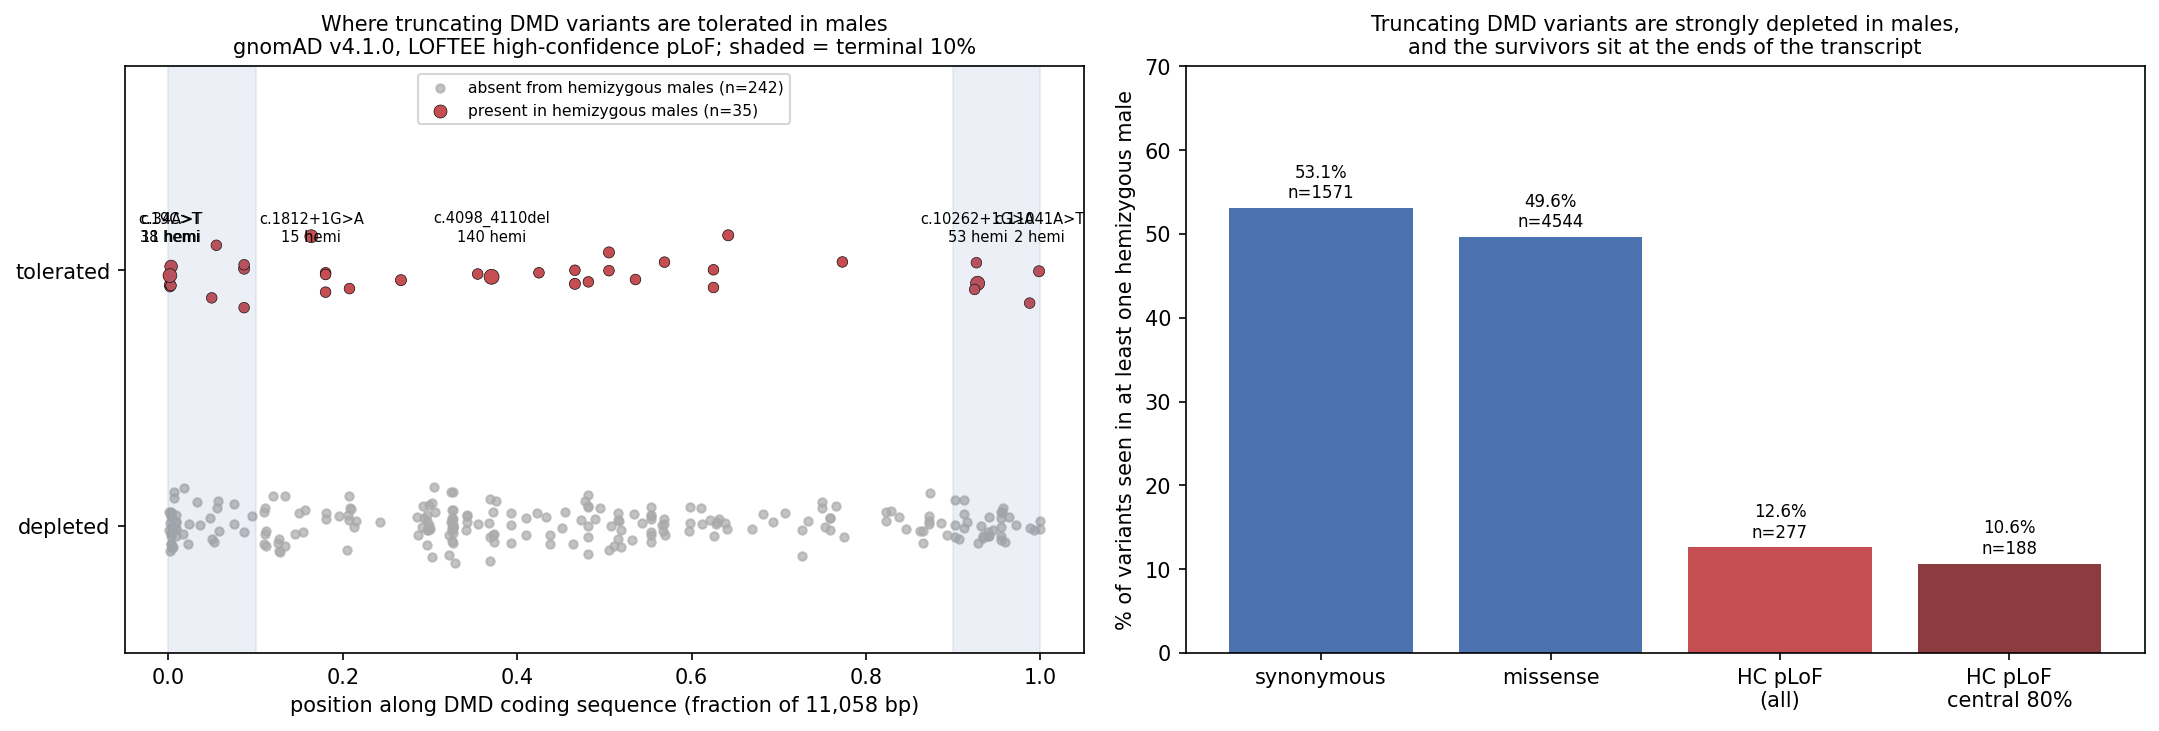 Where truncating DMD variants are tolerated in males
gnomAD v4.1.0, LOFTEE high-confidence pLoF; shaded = terminal 10%
absent from hemizygous males (n=242)
present in hemizygous males (n=35)
c.1812+1G>A
15 hemi
c.4098_4110del
140 hemi
c.10262+1G>A
53 hemi
c.11041A>T
2 hemi
tolerated
depleted
0.0
0.2
0.4
0.6
0.8
1.0
position along DMD coding sequence (fraction of 11,058 bp)
Truncating DMD variants are strongly depleted in males,
and the survivors sit at the ends of the transcript
% of variants seen in at least one hemizygous male
70
60
50
40
30
20
10
0
53.1%
n=1571
49.6%
n=4544
12.6%
n=277
10.6%
n=188
synonymous
missense
HC pLoF
(all)
HC pLoF
central 80%